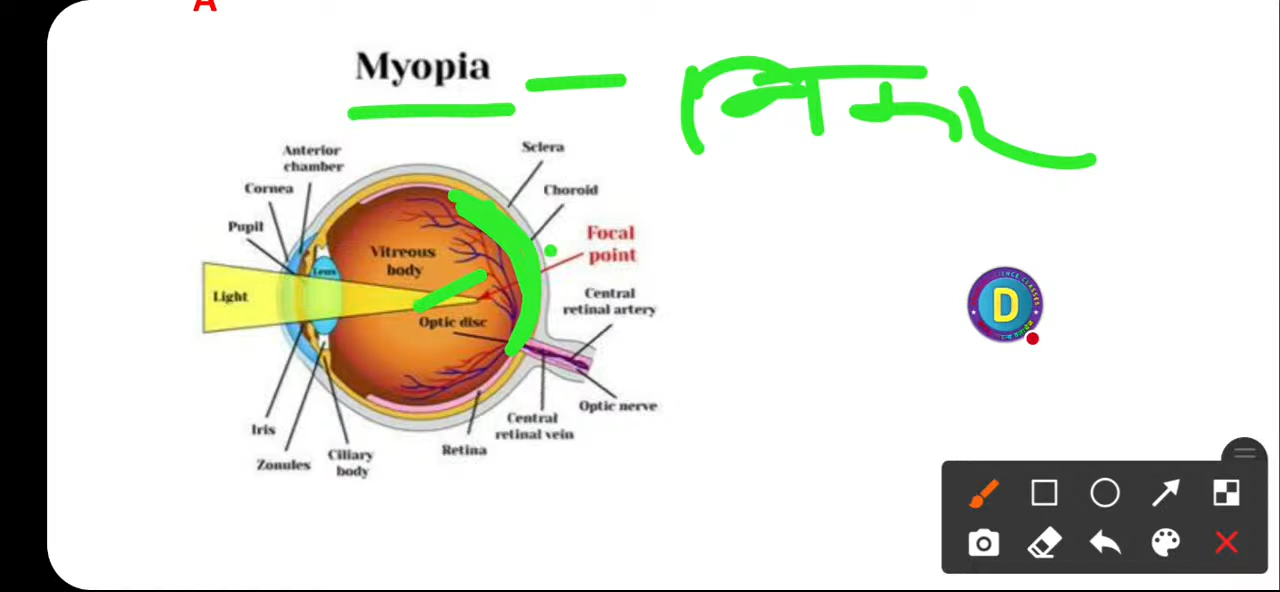 A
Myopia
Anterior
chamber
Cornea
Pupil
Light
Lens
Vitreous
body
Optic disc
Sclera
Choroid
Focal
point
Central
retinal artery
Optic nerve
Central
retinal vein
Retina
Ciliary
body
Zonules
Iris
D